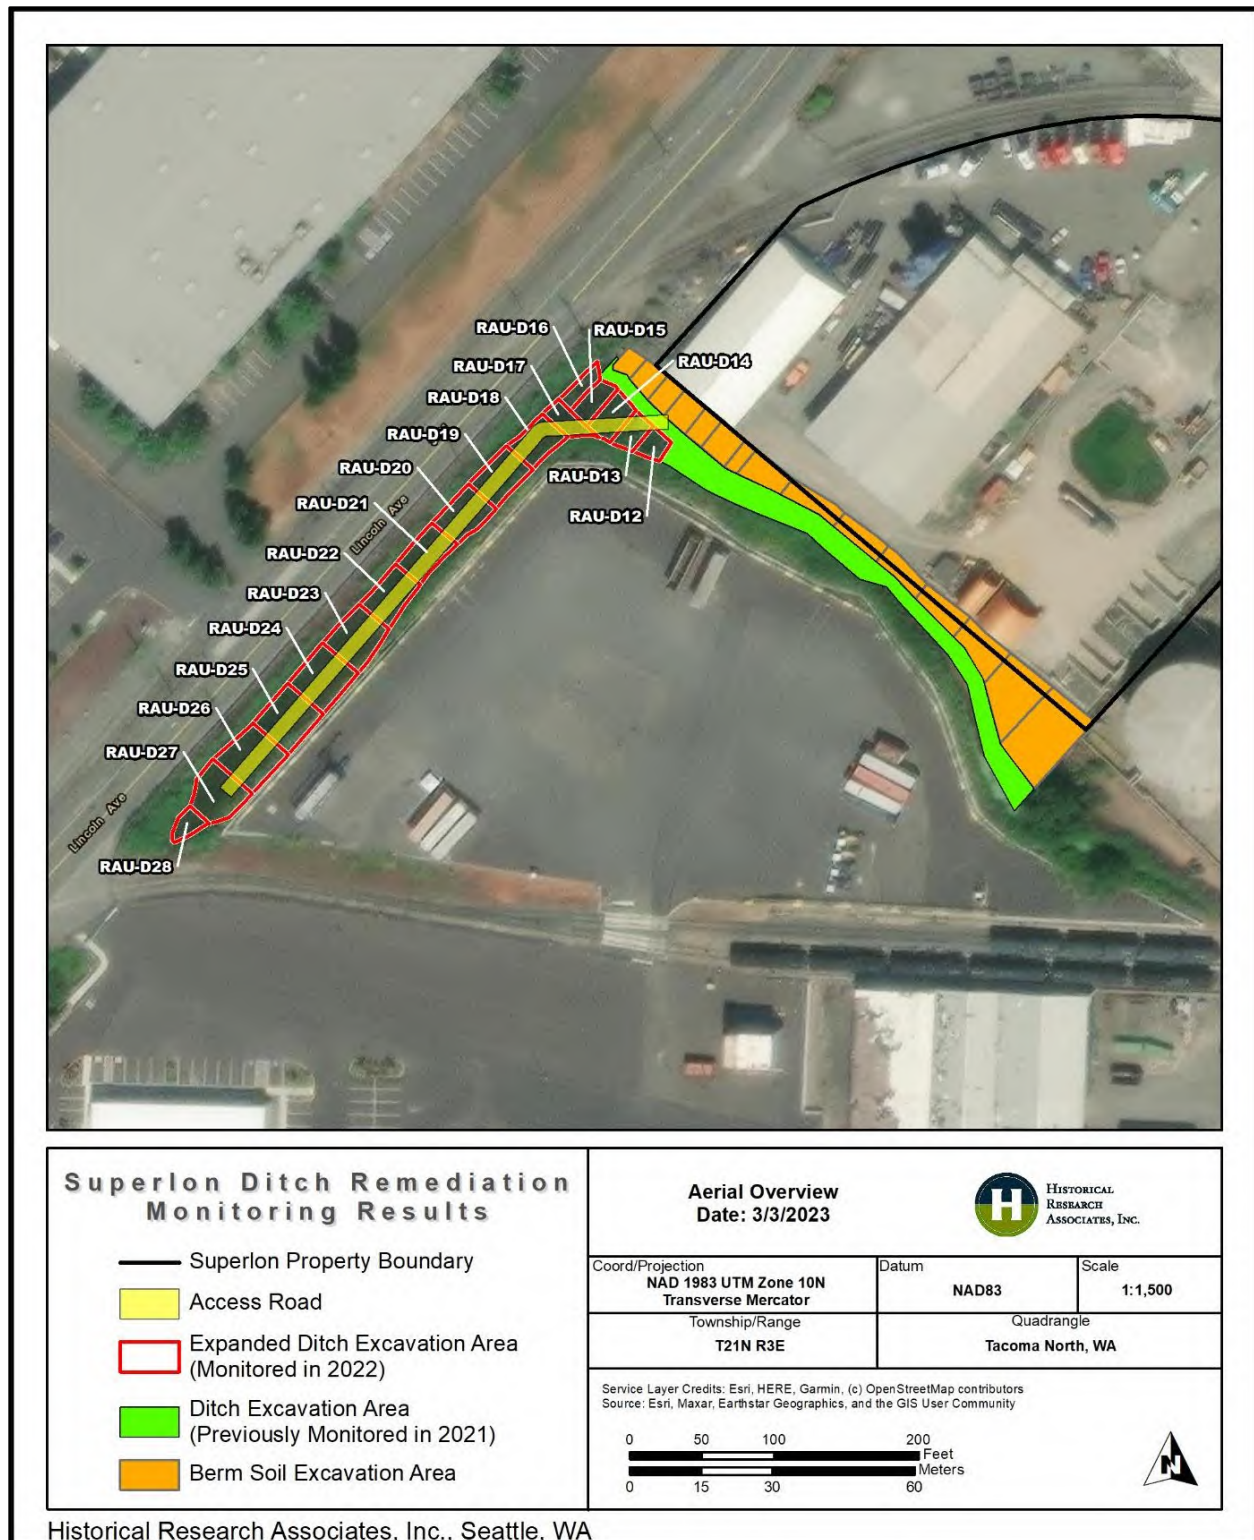 RAU-D16
RAU-D15
RAU-D17
RAU-D14
RAU-D18
RAU-D19
RAU-D20
RAU-D13
RAU-D21
RAU-D12
Lincoln Ave
RAU-D22
RAU-D23
RAU-D24
RAU-D25
RAU-D26
RAU-D27
Lincoln Ave
RAU-D28
Superlon Ditch Remediation
Monitoring Results
Superlon Property Boundary
Access Road
Expanded Ditch Excavation Area
(Monitored in 2022)
Ditch Excavation Area
(Previously Monitored in 2021)
Berm Soil Excavation Area
Aerial Overview
Date: 3/3/2023
H
HISTORICAL
RESEARCH
ASSOCIATES, INC.
Coord/Projection
NAD 1983 UTM Zone 10N
Transverse Mercator
Datum
NAD83
Scale
1:1,500
Township/Range
T21N R3E
Quadrangle
Tacoma North, WA
Service Layer Credits: Esri, HERE, Garmin, (c) OpenStreetMap contributors
Source: Esri, Maxar, Earthstar Geographics, and the GIS User Community
0 50 100 200
Feet
Meters
0 15 30 60
N
Historical Research Associates, Inc., Seattle, WA